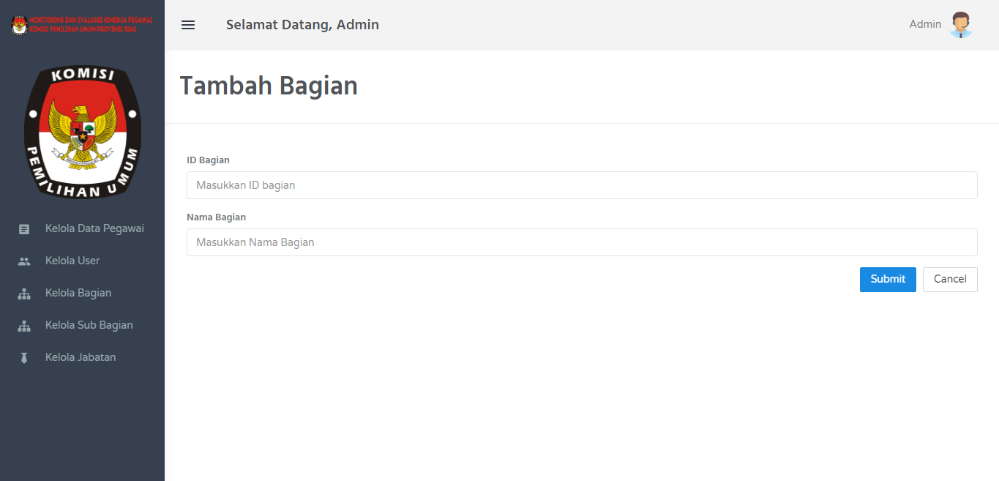 MONITORING DAN EVALUASI KINERJA PEGAWAI
KOMISI PEMILIHAN UMUM PROVINSI RIAU
Selamat Datang, Admin
Admin
KOMISI
PEMILIHAN UMUM
Kelola Data Pegawai
Kelola User
Kelola Bagian
Kelola Sub Bagian
Kelola Jabatan
Tambah Bagian
ID Bagian
Masukkan ID bagian
Nama Bagian
Masukkan Nama Bagian
Submit
Cancel